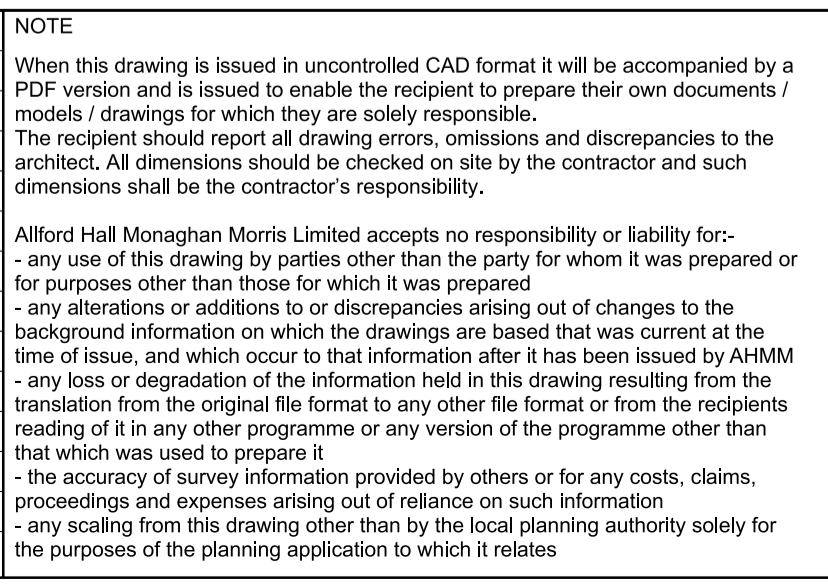 NOTE
When this drawing is issued in uncontrolled CAD format it will be accompanied by a
PDF version and is issued to enable the recipient to prepare their own documents /
models / drawings for which they are solely responsible.
The recipient should report all drawing errors, omissions and discrepancies to the
architect. All dimensions should be checked on site by the contractor and such
dimensions shall be the contractor's responsibility.
Allford Hall Monaghan Morris Limited accepts no responsibility or liability for:-
- any use of this drawing by parties other than the party for whom it was prepared or
for purposes other than those for which it was prepared
- any alterations or additions to or discrepancies arising out of changes to the
background information on which the drawings are based that was current at the
time of issue, and which occur to that information after it has been issued by AHMM
- any loss or degradation of the information held in this drawing resulting from the
translation from the original file format to any other file format or from the recipients
reading of it in any other programme or any version of the programme other than
that which was used to prepare it
- the accuracy of survey information provided by others or for any costs, claims,
proceedings and expenses arising out of reliance on such information
- any scaling from this drawing other than by the local planning authority solely for
the purposes of the planning application to which it relates